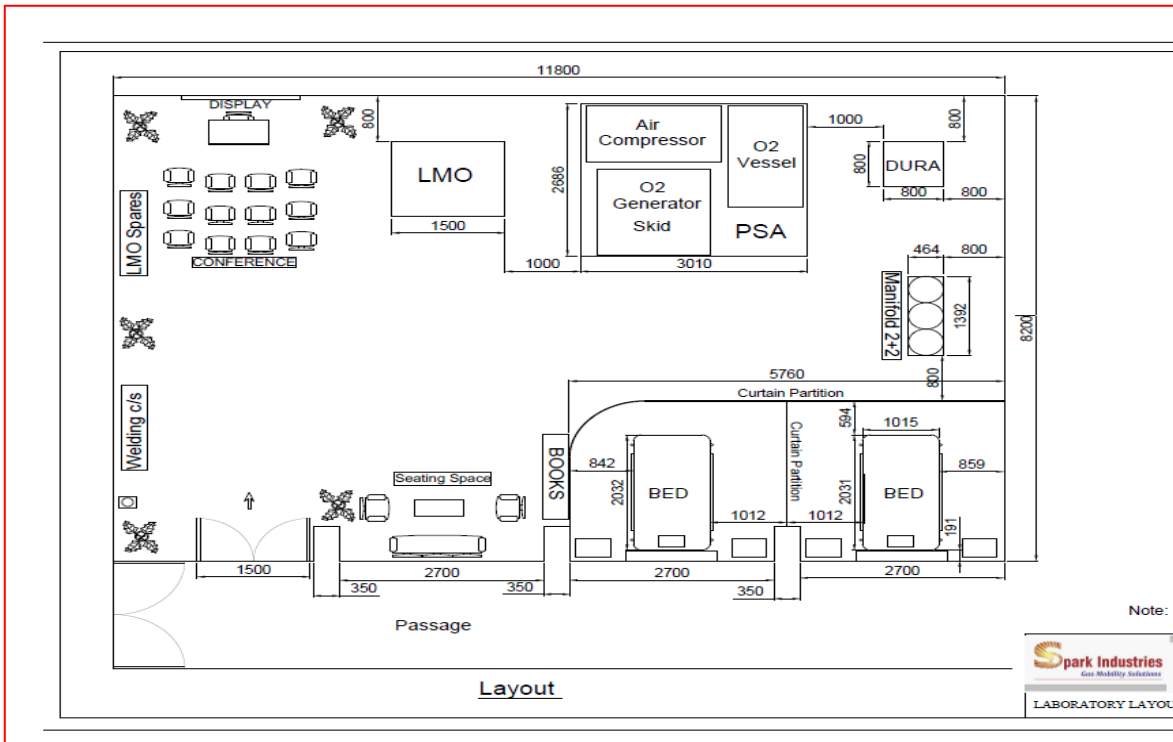 11800
DISPLAY
800
Air
Compressor
O2
Vessel
1000
800
LMO
2686
O2
Generator
Skid
PSA
800
DURA
800
800
LMO Spares
1500
CONFERENCE
1000
3010
464
800
Manifold 2+2
1392
8200
800
5760
Curtain Partition
Welding c/s
BOOKS
594
1015
Curtain Partition
842
2032
BED
2031
BED
859
Seating Space
1012
1012
191
1500
2700
350
350
2700
350
2700
Passage
Note:
Layout
Spark Industries
Gas Mobility Solutions
LABORATORY LAYOU